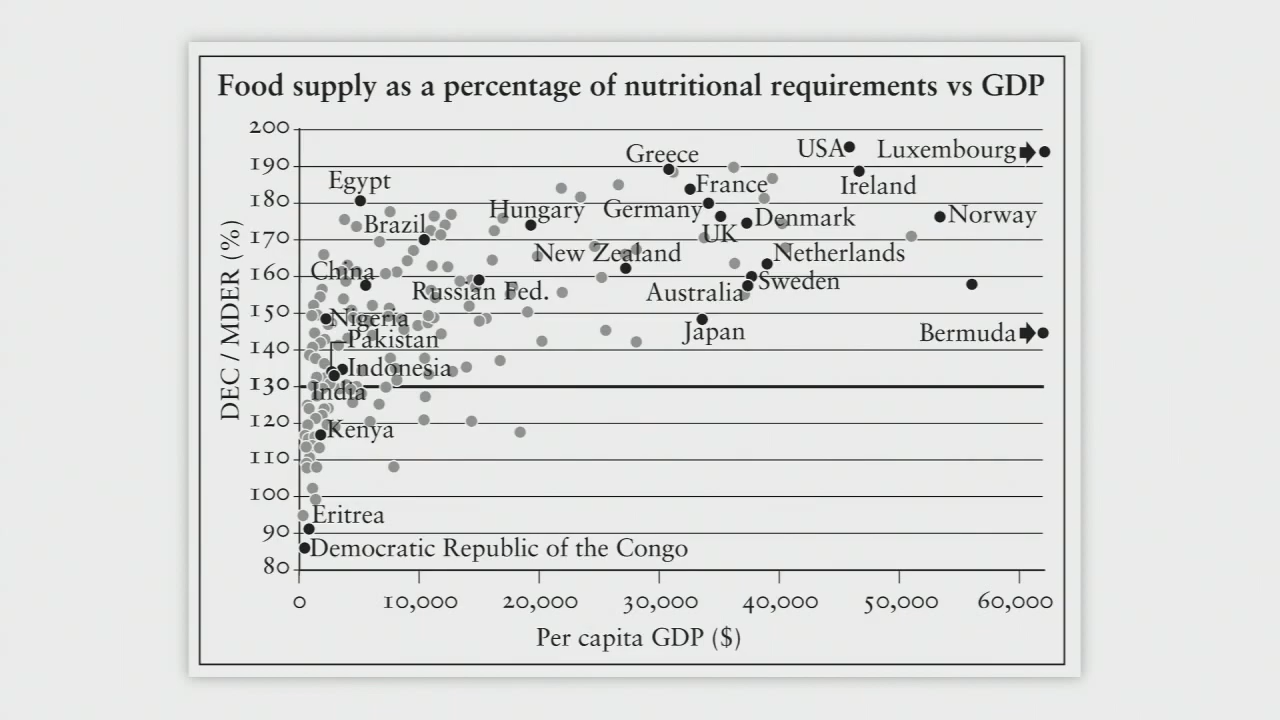 Food supply as a percentage of nutritional requirements vs GDP
DEC / MDER (%)
200
190
180
170
160
150
140
130
120
110
100
90
80
USA
Luxembourg
Greece
Egypt
France
Ireland
Hungary
Germany
Brazil
UK
Denmark
Norway
New Zealand
Netherlands
China
Russian Fed.
Australia
Sweden
Nigeria
Japan
Bermuda
Pakistan
Indonesia
India
Kenya
Eritrea
Democratic Republic of the Congo
0 10,000 20,000 30,000 40,000 50,000 60,000
Per capita GDP ($)